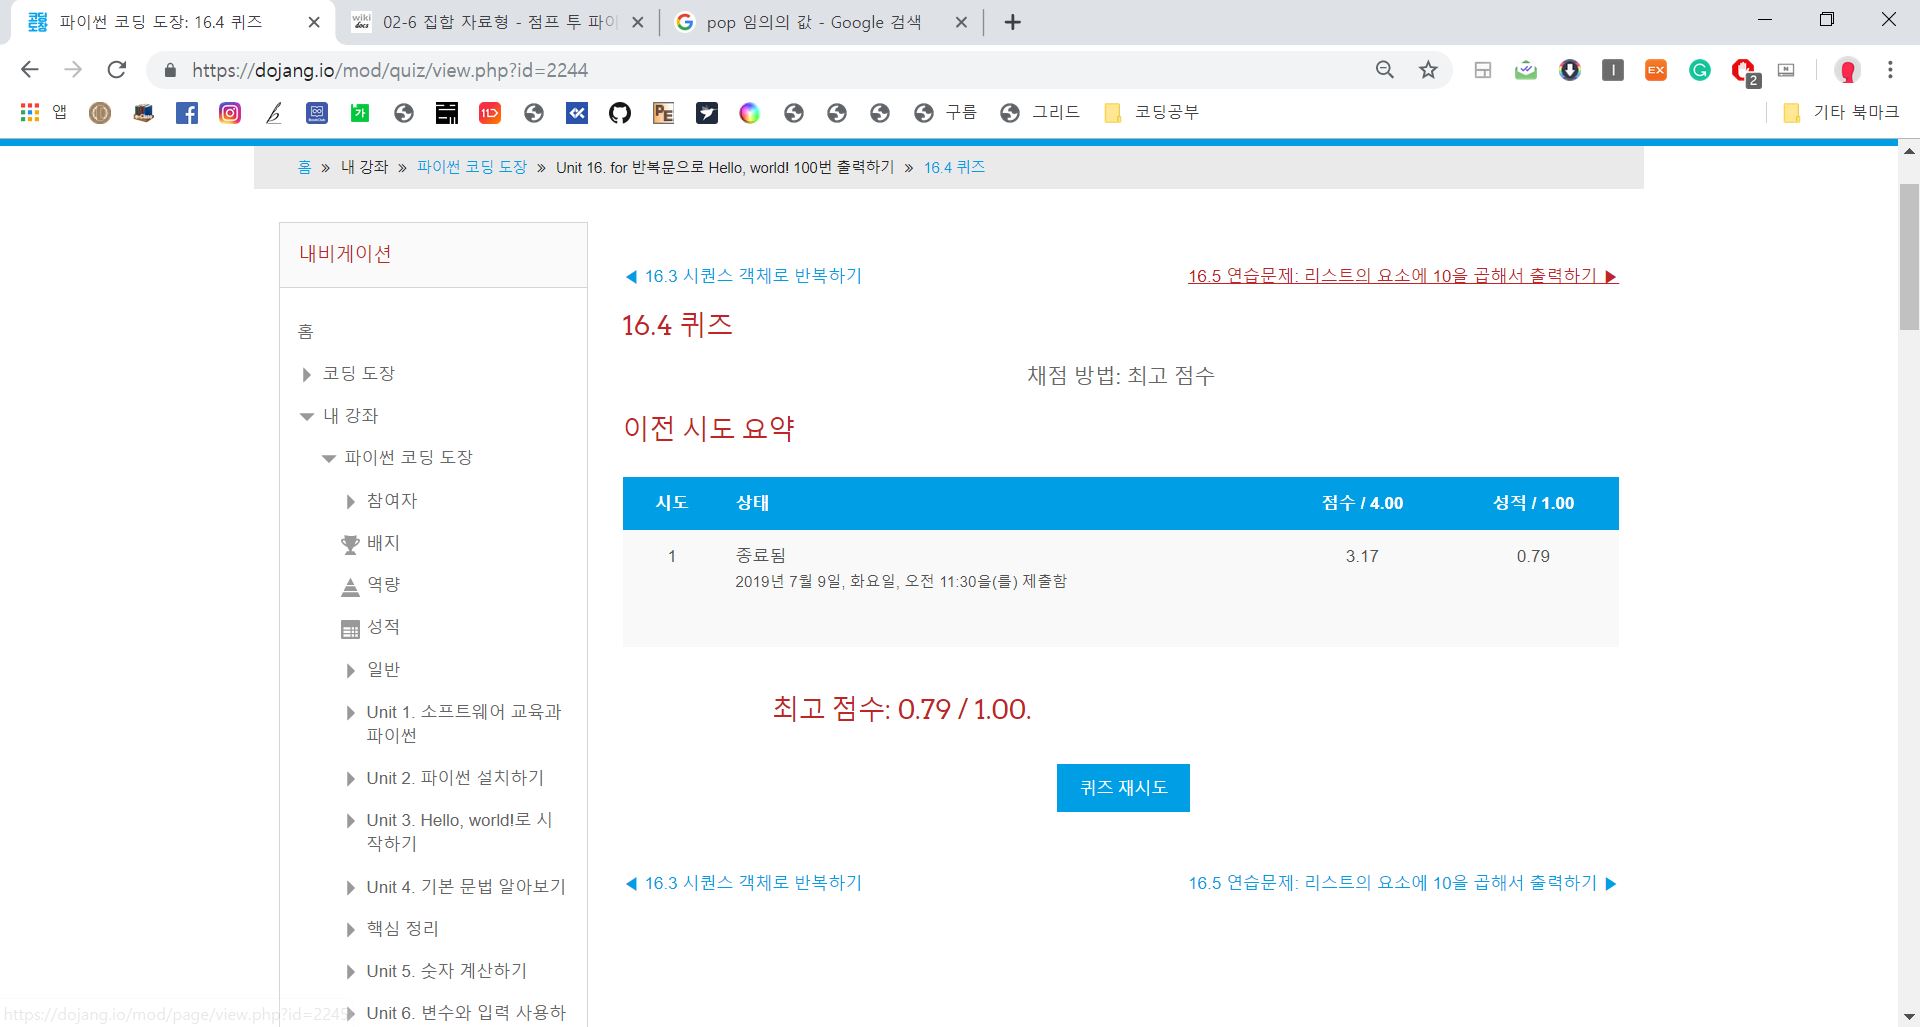 파이썬 코딩 도장: 16.4 퀴즈
02-6 집합 자료형 - 점프 투 파이
pop 임의의 값 - Google 검색
https://dojang.io/mod/quiz/view.php?id=2244
앱
구름
그리드
코딩공부
기타 북마크
홈 » 내 강좌 » 파이썬 코딩 도장 » Unit 16. for 반복문으로 Hello, world! 100번 출력하기 » 16.4 퀴즈
내비게이션
홈
코딩 도장
내 강좌
파이썬 코딩 도장
참여자
배지
역량
성적
일반
Unit 1. 소프트웨어 교육과
파이썬
Unit 2. 파이썬 설치하기
Unit 3. Hello, world!로 시
작하기
Unit 4. 기본 문법 알아보기
핵심 정리
Unit 5. 숫자 계산하기
Unit 6. 변수와 입력 사용하
◀ 16.3 시퀀스 객체로 반복하기
16.5 연습문제: 리스트의 요소에 10을 곱해서 출력하기 ▶
16.4 퀴즈
채점 방법: 최고 점수
이전 시도 요약
시도 상태 점수 / 4.00 성적 / 1.00
1 종료됨 3.17 0.79
2019년 7월 9일, 화요일, 오전 11:30을(를) 제출함
최고 점수: 0.79 / 1.00.
퀴즈 재시도
◀ 16.3 시퀀스 객체로 반복하기
16.5 연습문제: 리스트의 요소에 10을 곱해서 출력하기 ▶